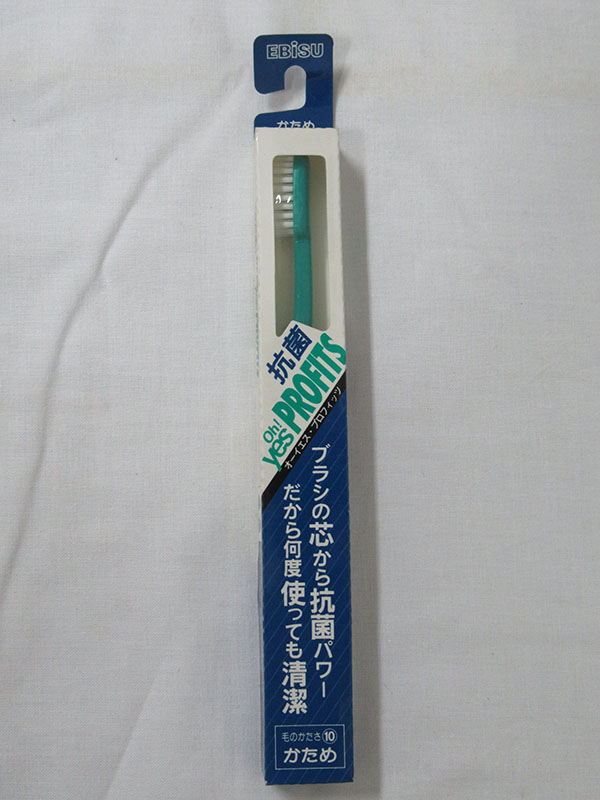 EBiSU
かため
抗菌
Oh!
yes PROFITS
オーイエス・プロフィッツ
ブラシの芯から抗菌パワー
だから何度使っても清潔
毛のかたさ⑩
かため